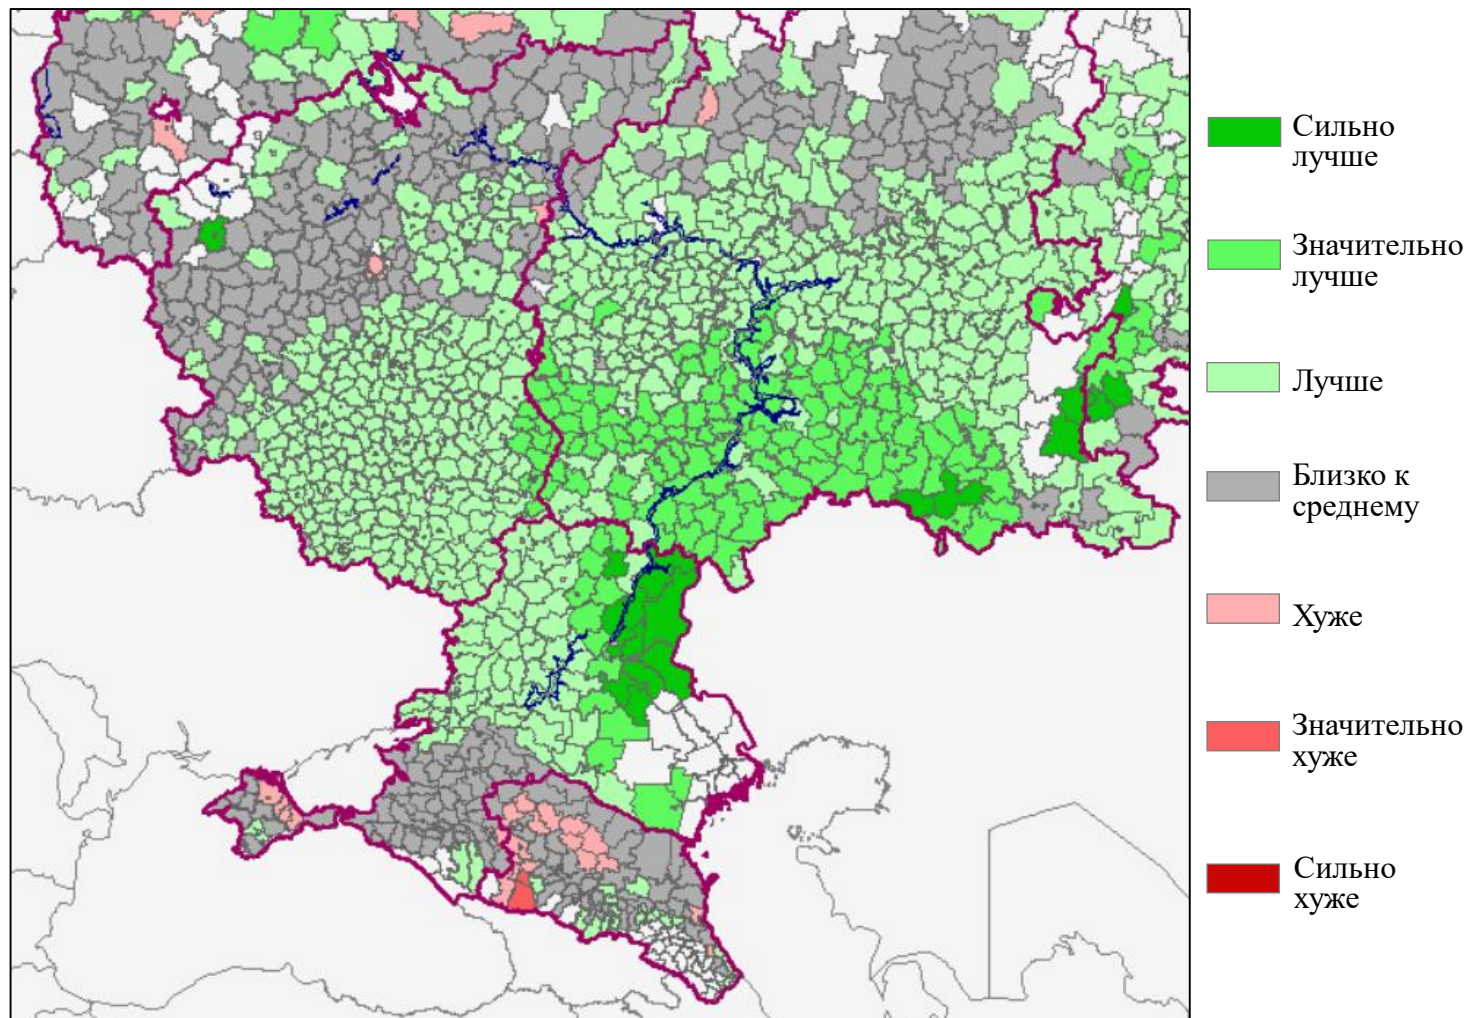 Сильно
лучше
Значительно
лучше
Лучше
Близко к
среднему
Хуже
Значительно
хуже
Сильно
хуже